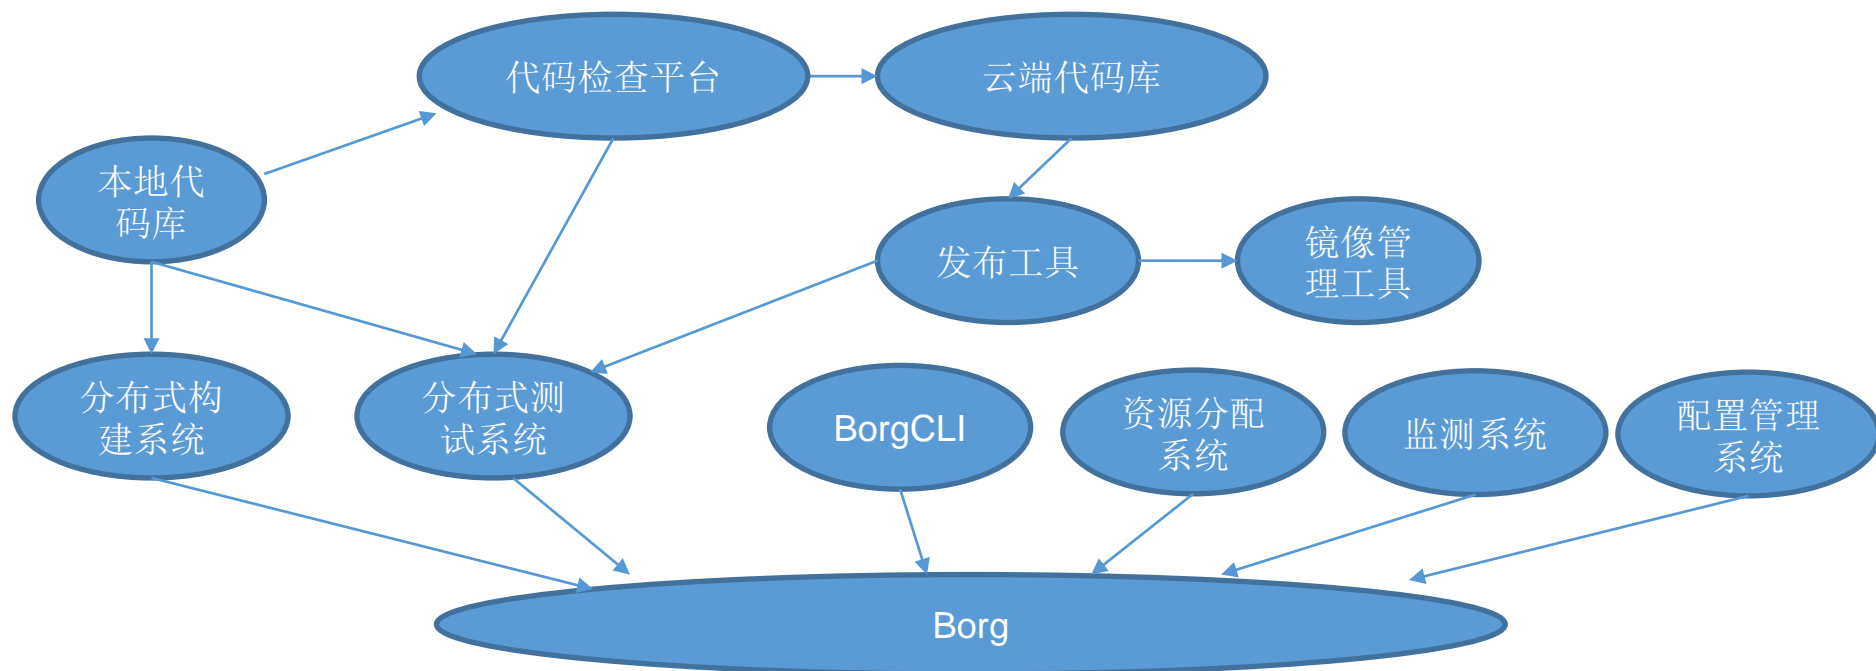 代码检查平台
云端代码库
本地代
码库
发布工具
镜像管
理工具
分布式构
建系统
分布式测
试系统
BorgCLI
资源分配
系统
监测系统
配置管理
系统
Borg